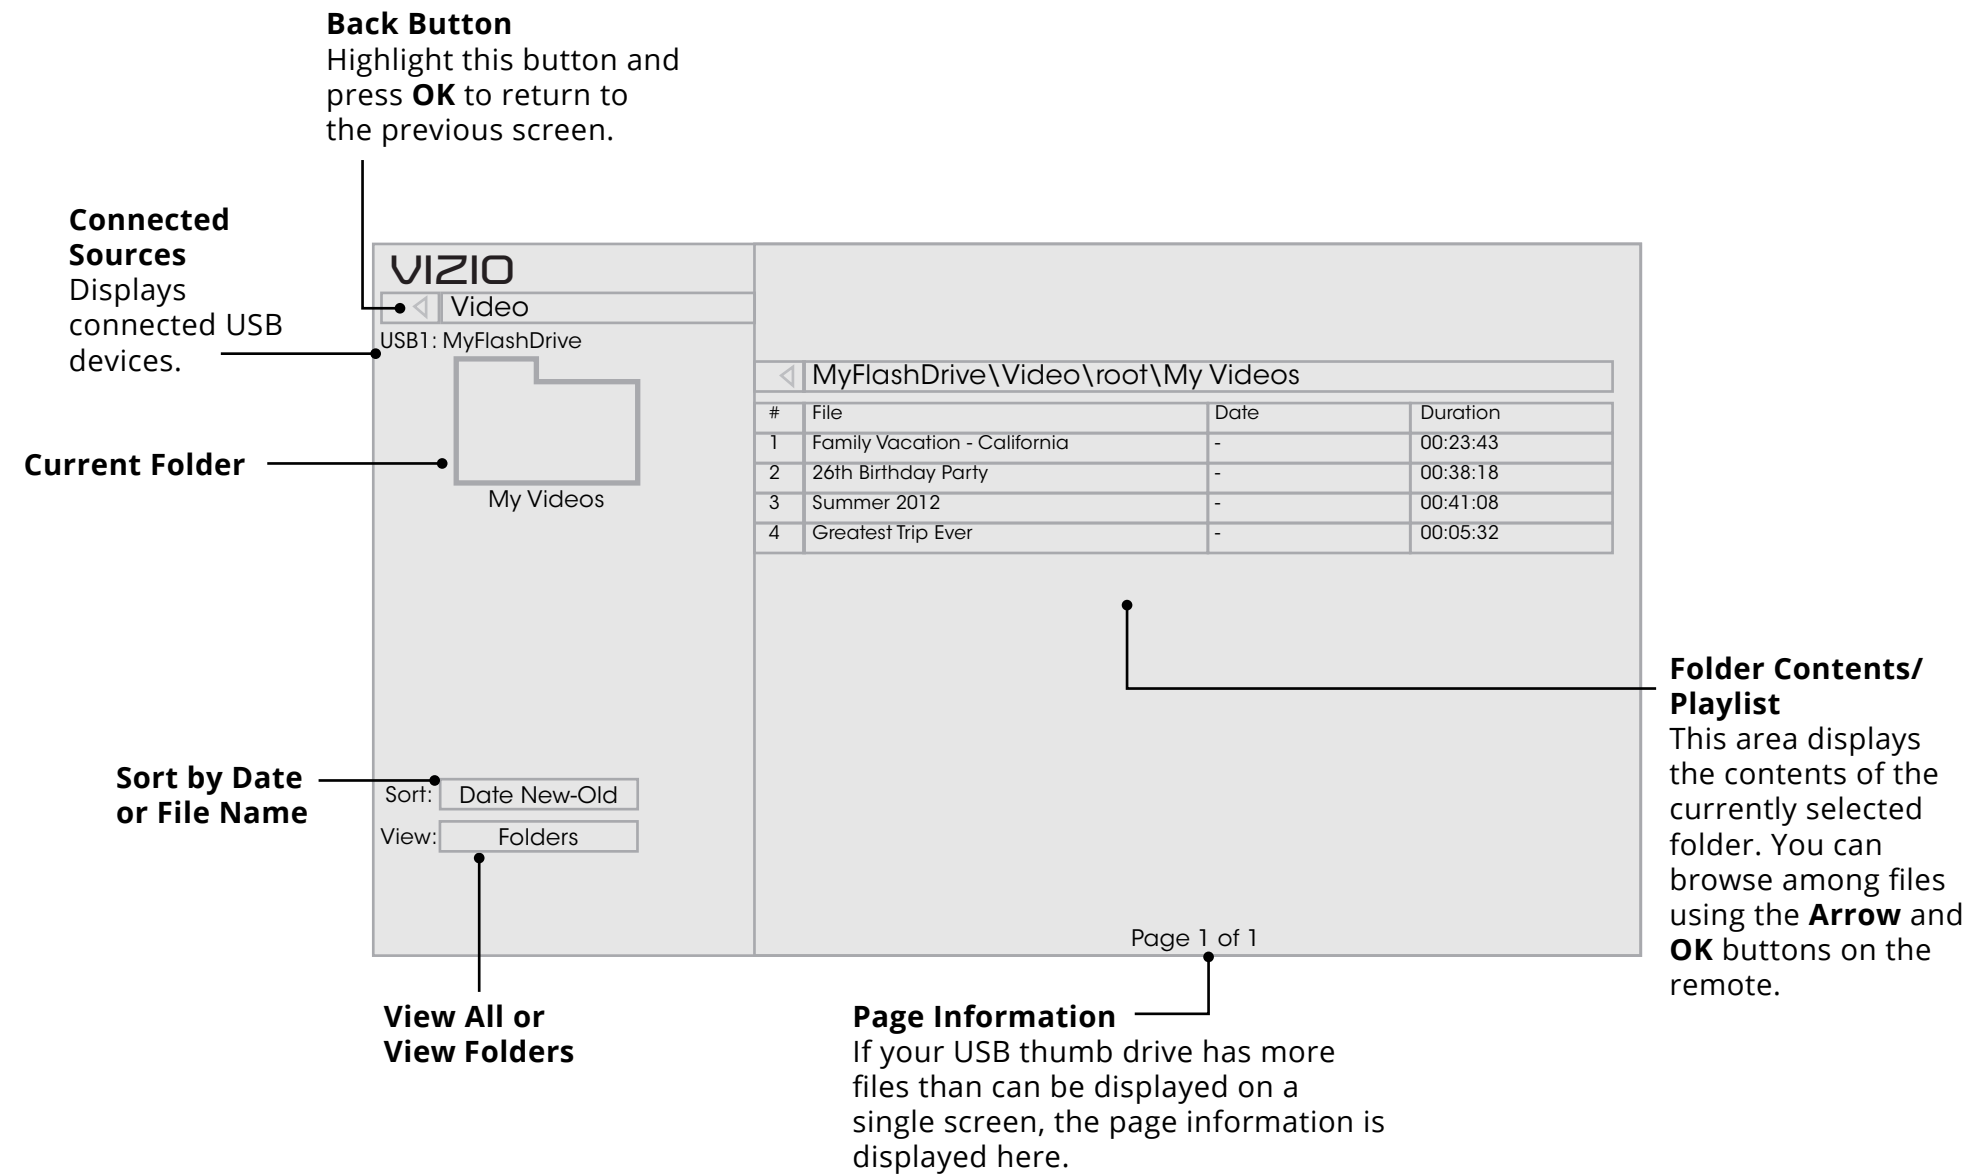 Back Button
Highlight this button and
press OK to return to
the previous screen.
Connected
Sources
Displays
connected USB
devices.
VIZIO
Video
USB1: MyFlashDrive
Current Folder
My Videos
MyFlashDrive\Video\root\My Videos
# File Date Duration
1 Family Vacation - California - 00:23:43
2 26th Birthday Party - 00:38:18
3 Summer 2012 - 00:41:08
4 Greatest Trip Ever - 00:05:32
Folder Contents/
Playlist
This area displays
the contents of the
currently selected
folder. You can
browse among files
using the Arrow and
OK buttons on the
remote.
Sort by Date
or File Name
Sort: Date New-Old
View: Folders
Page 1 of 1
View All or
View Folders
Page Information
If your USB thumb drive has more
files than can be displayed on a
single screen, the page information is
displayed here.